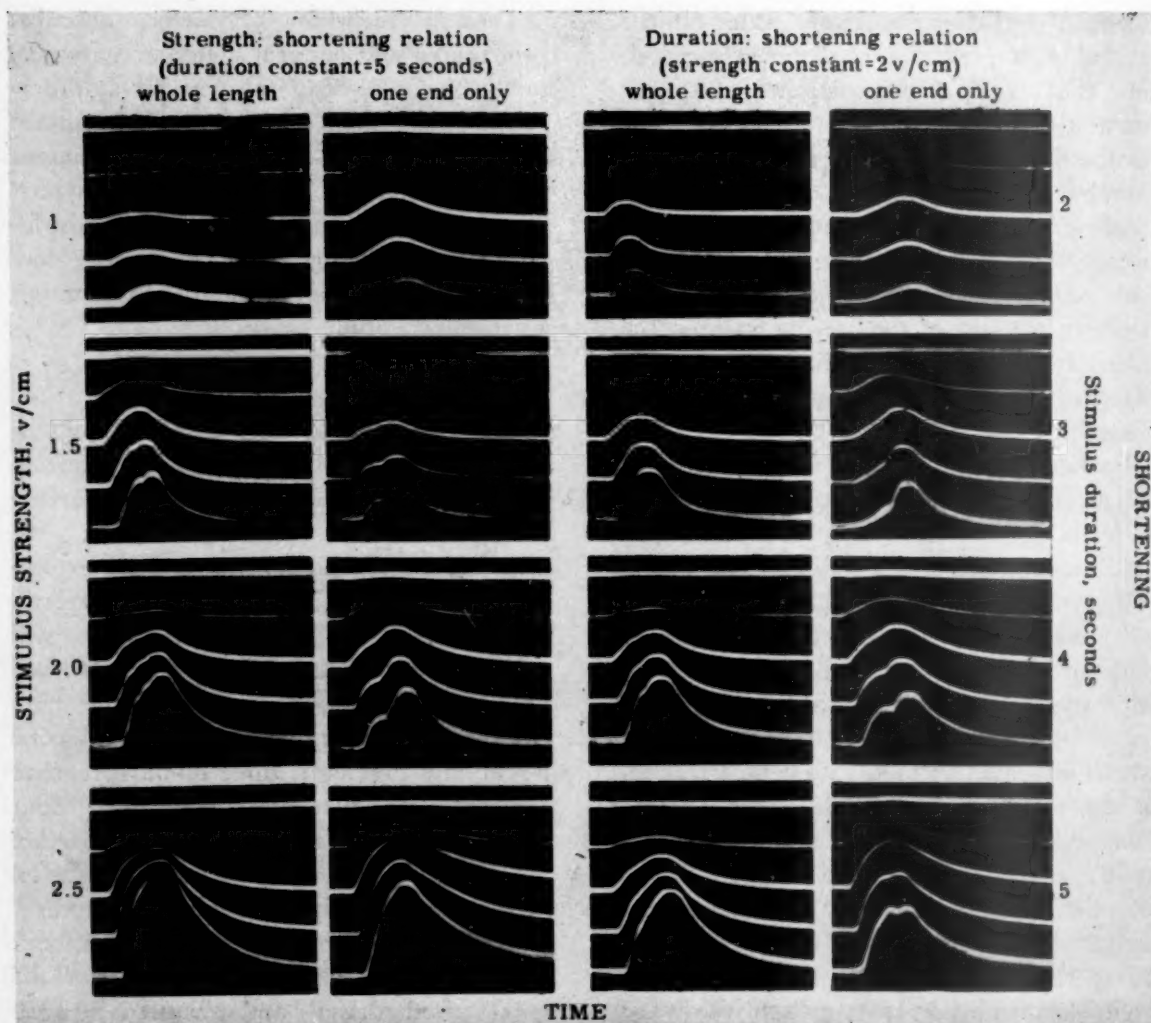 Strength: shortening relation
(duration constant=5 seconds)
whole length one end only
Duration: shortening relation
(strength constant=2v/cm)
whole length one end only
STIMULUS STRENGTH, v/cm
1
1.5
2.0
2.5
2
3
4
5
Stimulus duration, seconds
SHORTENING
TIME